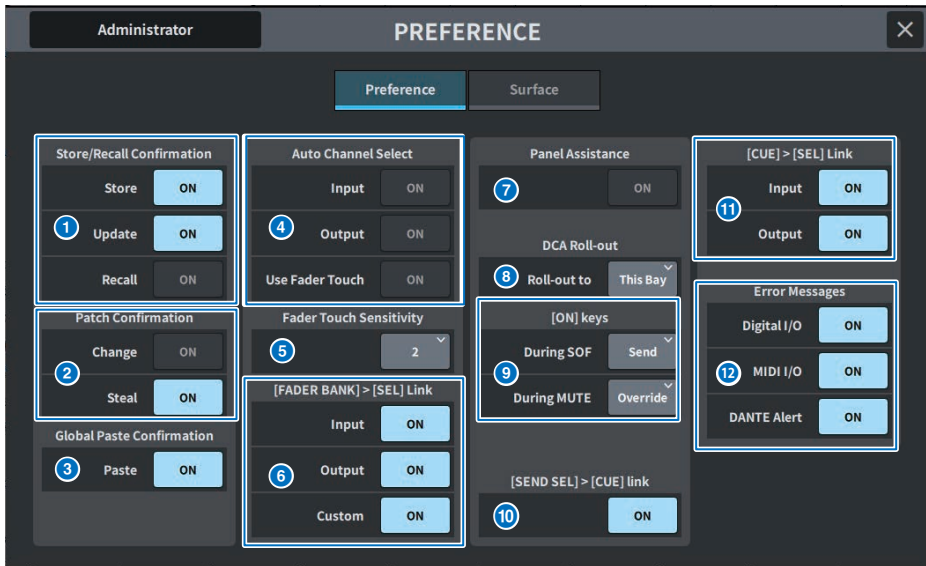 Administrator
PREFERENCE
Preference
Surface
Store/Recall Confirmation
Store ON
1 Update ON
Recall ON
Patch Confirmation
Change ON
2
Steal ON
Global Paste Confirmation
3 Paste ON
Auto Channel Select
Input ON
4 Output ON
Use Fader Touch ON
Fader Touch Sensitivity
5 2
[FADER BANK] > [SEL] Link
Input ON
6 Output ON
Custom ON
Panel Assistance
7 ON
DCA Roll-out
8 Roll-out to This Bay
[ON] keys
During SOF Send
9
During MUTE Override
[SEND SEL] > [CUE] link
10 ON
[CUE] > [SEL] Link
Input ON
11
Output ON
Error Messages
Digital I/O ON
12 MIDI I/O ON
DANTE Alert ON